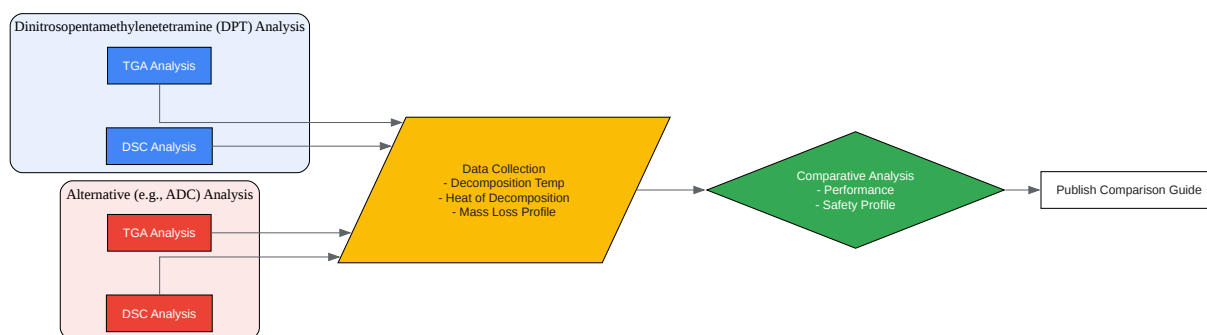 Dinitrosopentamethylenetetramine (DPT) Analysis
TGA Analysis
DSC Analysis
Alternative (e.g., ADC) Analysis
TGA Analysis
DSC Analysis
Data Collection
- Decomposition Temp
- Heat of Decomposition
- Mass Loss Profile
Comparative Analysis
- Performance
- Safety Profile
Publish Comparison Guide